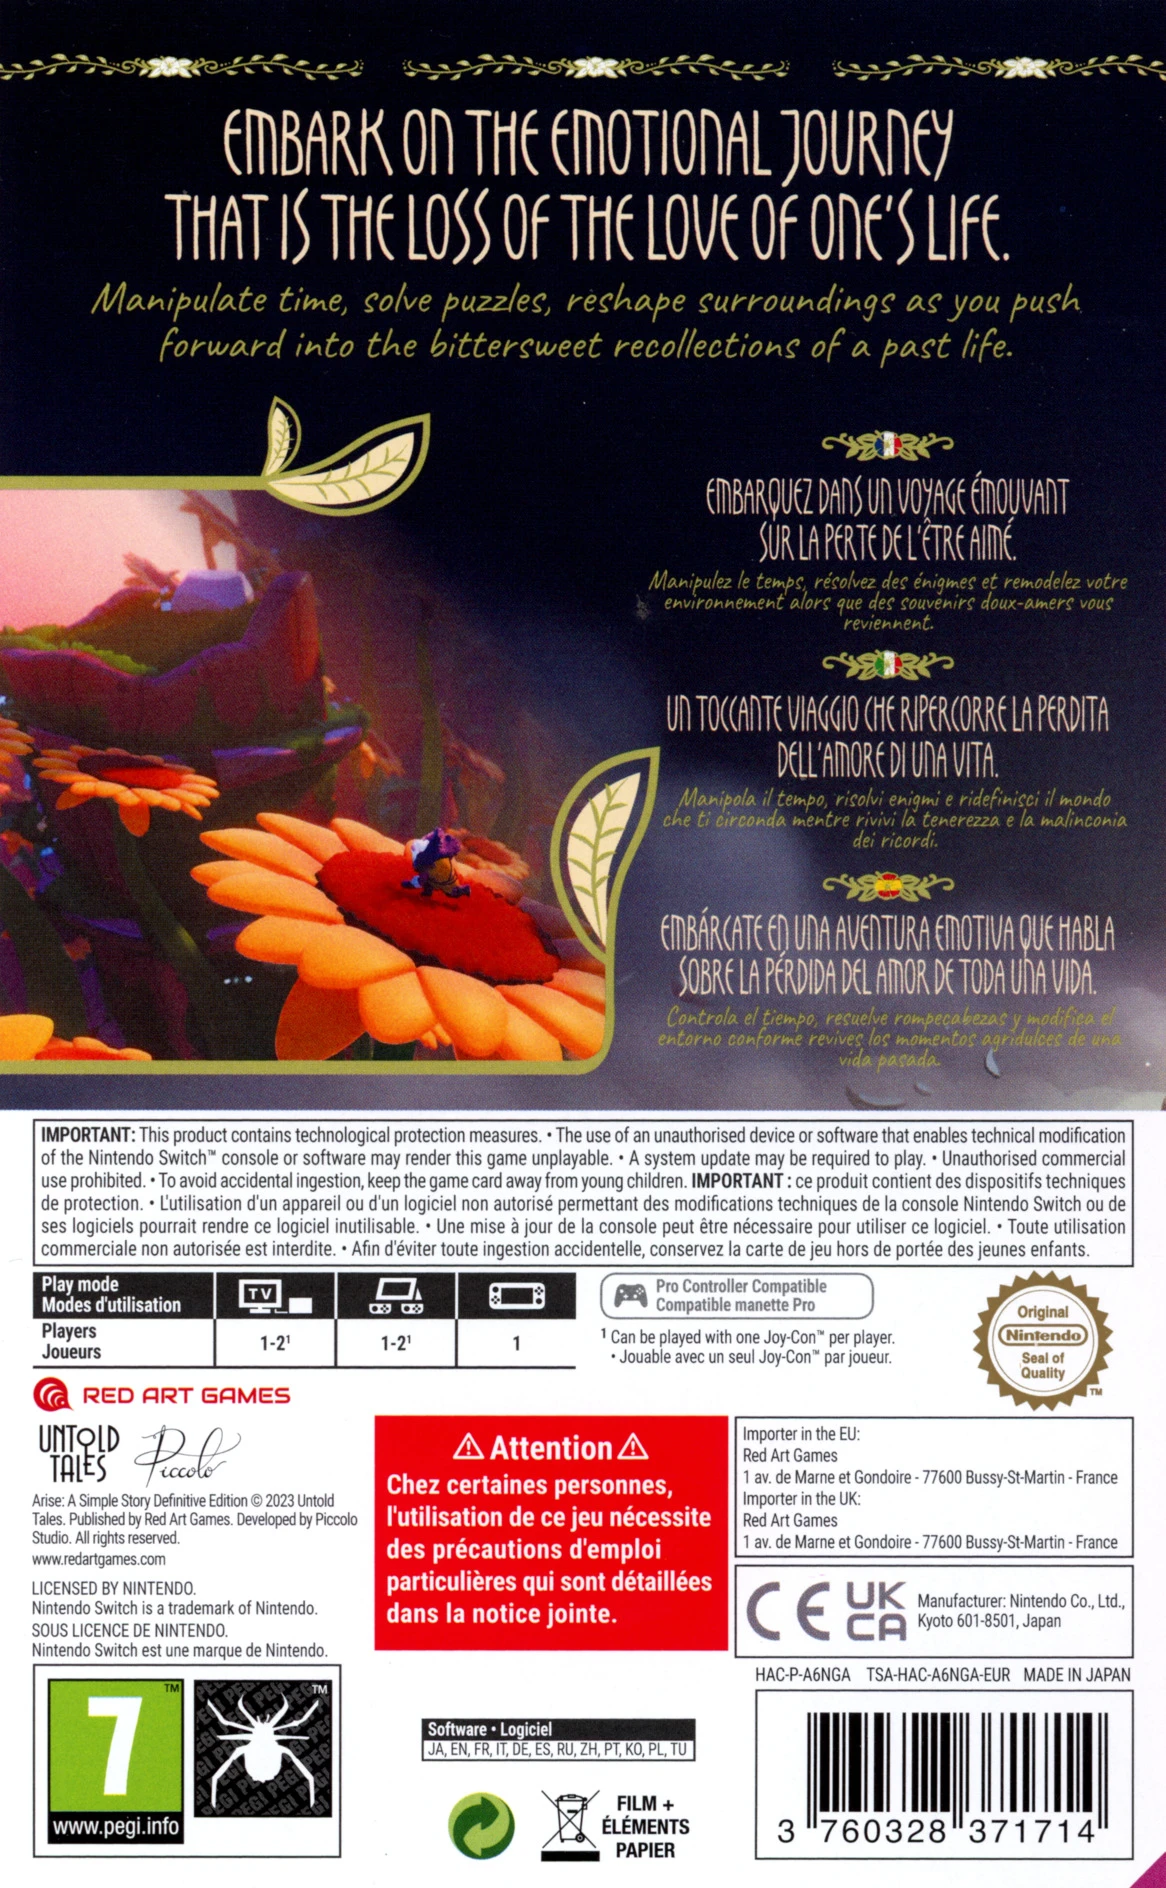 EMBARK ON THE EMOTIONAL JOURNEY
THAT IS THE LOSS OF THE LOVE OF ONE'S LIFE.
Manipulate time, solve puzzles, reshape surroundings as you push
forward into the bittersweet recollections of a past life.
EMBARQUEZ DANS UN VOYAGE ÉMOUVANT
SUR LA PERTE DE L'ÊTRE AIMÉ.
Manipulez le temps, résolvez des énigmes et remodelez votre
environnement alors que des souvenirs doux-amers vous
reviennent.
UN TOCCANTE VIAGGIO CHE RIPERCORRE LA PERDITA
DELL'AMORE DI UNA VITA.
Manipola il tempo, risolvi enigmi e ridefinisci il mondo
che ti circonda mentre rivivi la tenerezza e la malinconia
dei ricordi.
EMBÁRCATE EN UNA AVENTURA EMOTIVA QUE HABLA
SOBRE LA PÉRDIDA DEL AMOR DE TODA UNA VIDA.
Controla el tiempo, resuelve rompecabezas y modifica el
entorno conforme revives los momentos agridulces de una
vida pasada.
IMPORTANT: This product contains technological protection measures. • The use of an unauthorised device or software that enables technical modification
of the Nintendo Switch™ console or software may render this game unplayable. • A system update may be required to play. • Unauthorised commercial
use prohibited. • To avoid accidental ingestion, keep the game card away from young children. IMPORTANT : ce produit contient des dispositifs techniques
de protection. • L'utilisation d'un appareil ou d'un logiciel non autorisé permettant des modifications techniques de la console Nintendo Switch ou de
ses logiciels pourrait rendre ce logiciel inutilisable. • Une mise à jour de la console peut être nécessaire pour utiliser ce logiciel. • Toute utilisation
commerciale non autorisée est interdite. • Afin d'éviter toute ingestion accidentelle, conservez la carte de jeu hors de portée des jeunes enfants.
Play mode
Modes d'utilisation
TV
Players
Joueurs
1-2¹
1-2¹
1
Pro Controller Compatible
Compatible manette Pro
¹ Can be played with one Joy-Con™ per player.
• Jouable avec un seul Joy-Con™ par joueur.
Original
Nintendo
Seal of
Quality
TM
RED ART GAMES
UNTOLD
TALES
Piccolo
Arise: A Simple Story Definitive Edition © 2023 Untold
Tales. Published by Red Art Games. Developed by Piccolo
Studio. All rights reserved.
www.redartgames.com
LICENSED BY NINTENDO.
Nintendo Switch is a trademark of Nintendo.
SOUS LICENCE DE NINTENDO.
Nintendo Switch est une marque de Nintendo.
⚠ Attention ⚠
Chez certaines personnes,
l'utilisation de ce jeu nécessite
des précautions d'emploi
particulières qui sont détaillées
dans la notice jointe.
Importer in the EU:
Red Art Games
1 av. de Marne et Gondoire - 77600 Bussy-St-Martin - France
Importer in the UK:
Red Art Games
1 av. de Marne et Gondoire - 77600 Bussy-St-Martin - France
CE UK
CA
Manufacturer: Nintendo Co., Ltd.,
Kyoto 601-8501, Japan
HAC-P-A6NGA TSA-HAC-A6NGA-EUR MADE IN JAPAN
7
TM
www.pegi.info
PEGI
TM
Software • Logiciel
JA, EN, FR, IT, DE, ES, RU, ZH, PT, KO, PL, TU
FILM +
ÉLÉMENTS
PAPIER
3 760328 371714